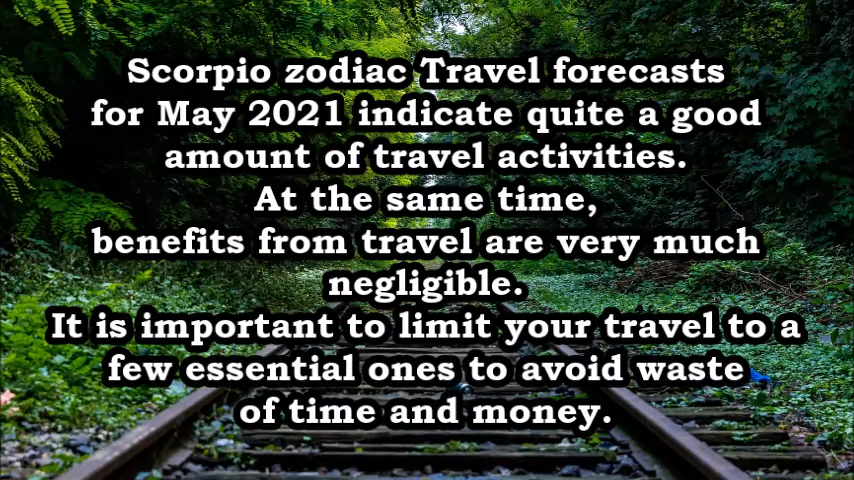 Scorpio zodiac Travel forecasts
for May 2021 indicate quite a good
amount of travel activities.
At the same time,
benefits from travel are very much
negligible.
It is important to limit your travel to a
few essential ones to avoid waste
of time and money.